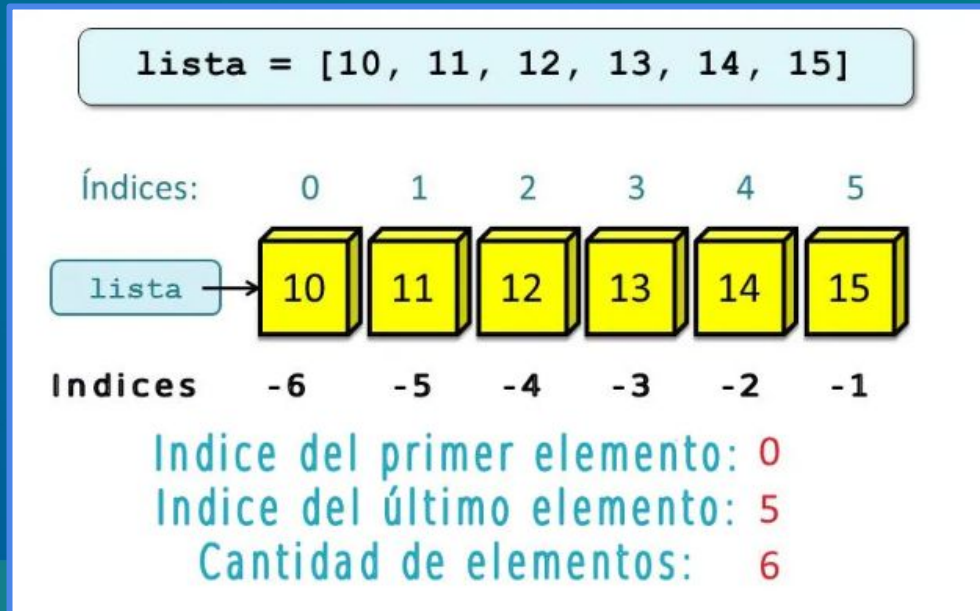 lista = [10, 11, 12, 13, 14, 15]
Índices: 0 1 2 3 4 5
lista 10 11 12 13 14 15
Indices -6 -5 -4 -3 -2 -1
Indice del primer elemento: 0
Indice del último elemento: 5
Cantidad de elementos: 6